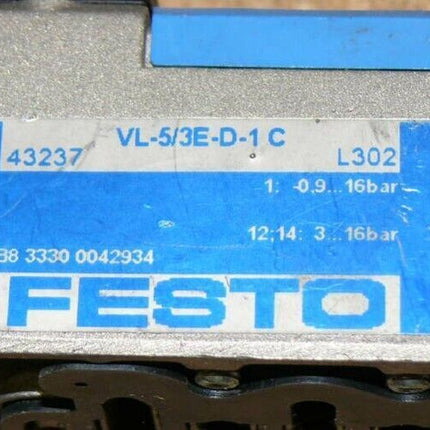 VL-5/3E-D-1 C
43237 L302
1: -0,9...16bar
12;14: 3...16bar
38 3330 0042934
FESTO